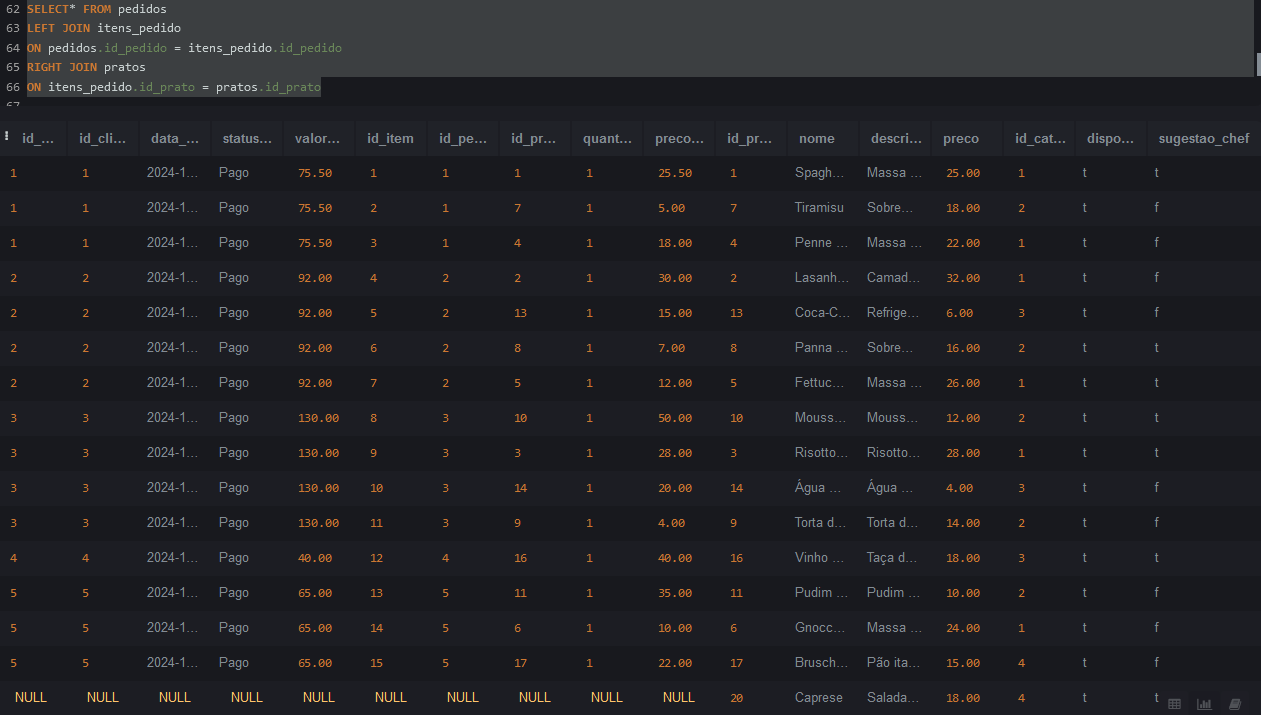 62 SELECT* FROM pedidos
63 LEFT JOIN itens_pedido
64 ON pedidos.id_pedido = itens_pedido.id_pedido
65 RIGHT JOIN pratos
66 ON itens_pedido.id_prato = pratos.id_prato
67
id_... id_cli... data_... status... valor... id_item id_pe... id_pr... quant... preco... id_pr... nome descri... preco id_cat... dispo... sugestao_chef
1 1 2024-1... Pago 75.50 1 1 1 1 25.50 1 Spagh... Massa ... 25.00 1 t t
1 1 2024-1... Pago 75.50 2 1 7 1 5.00 7 Tiramisu Sobre... 18.00 2 t f
1 1 2024-1... Pago 75.50 3 1 4 1 18.00 4 Penne ... Massa ... 22.00 1 t f
2 2 2024-1... Pago 92.00 4 2 2 1 30.00 2 Lasanh... Camad... 32.00 1 t f
2 2 2024-1... Pago 92.00 5 2 13 1 15.00 13 Coca-C... Refrige... 6.00 3 t f
2 2 2024-1... Pago 92.00 6 2 8 1 7.00 8 Panna ... Sobre... 16.00 2 t t
2 2 2024-1... Pago 92.00 7 2 5 1 12.00 5 Fettuc... Massa ... 26.00 1 t t
3 3 2024-1... Pago 130.00 8 3 10 1 50.00 10 Mouss... Mouss... 12.00 2 t t
3 3 2024-1... Pago 130.00 9 3 3 1 28.00 3 Risotto... Risotto... 28.00 1 t t
3 3 2024-1... Pago 130.00 10 3 14 1 20.00 14 Água ... Água ... 4.00 3 t f
3 3 2024-1... Pago 130.00 11 3 9 1 4.00 9 Torta d... Torta d... 14.00 2 t f
4 4 2024-1... Pago 40.00 12 4 16 1 40.00 16 Vinho ... Taça d... 18.00 3 t t
5 5 2024-1... Pago 65.00 13 5 11 1 35.00 11 Pudim ... Pudim ... 10.00 2 t f
5 5 2024-1... Pago 65.00 14 5 6 1 10.00 6 Gnocc... Massa ... 24.00 1 t f
5 5 2024-1... Pago 65.00 15 5 17 1 22.00 17 Brusch... Pão ita... 15.00 4 t f
NULL NULL NULL NULL NULL NULL NULL NULL NULL NULL 20 Caprese Salada... 18.00 4 t t